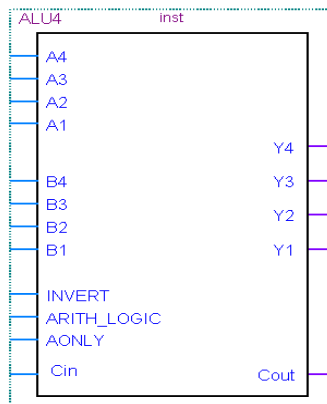 ALU4 inst
A4
A3
A2
A1
Y4
B4 Y3
B3
Y2
B2
B1 Y1
INVERT
ARITH_LOGIC
AONLY
Cin Cout